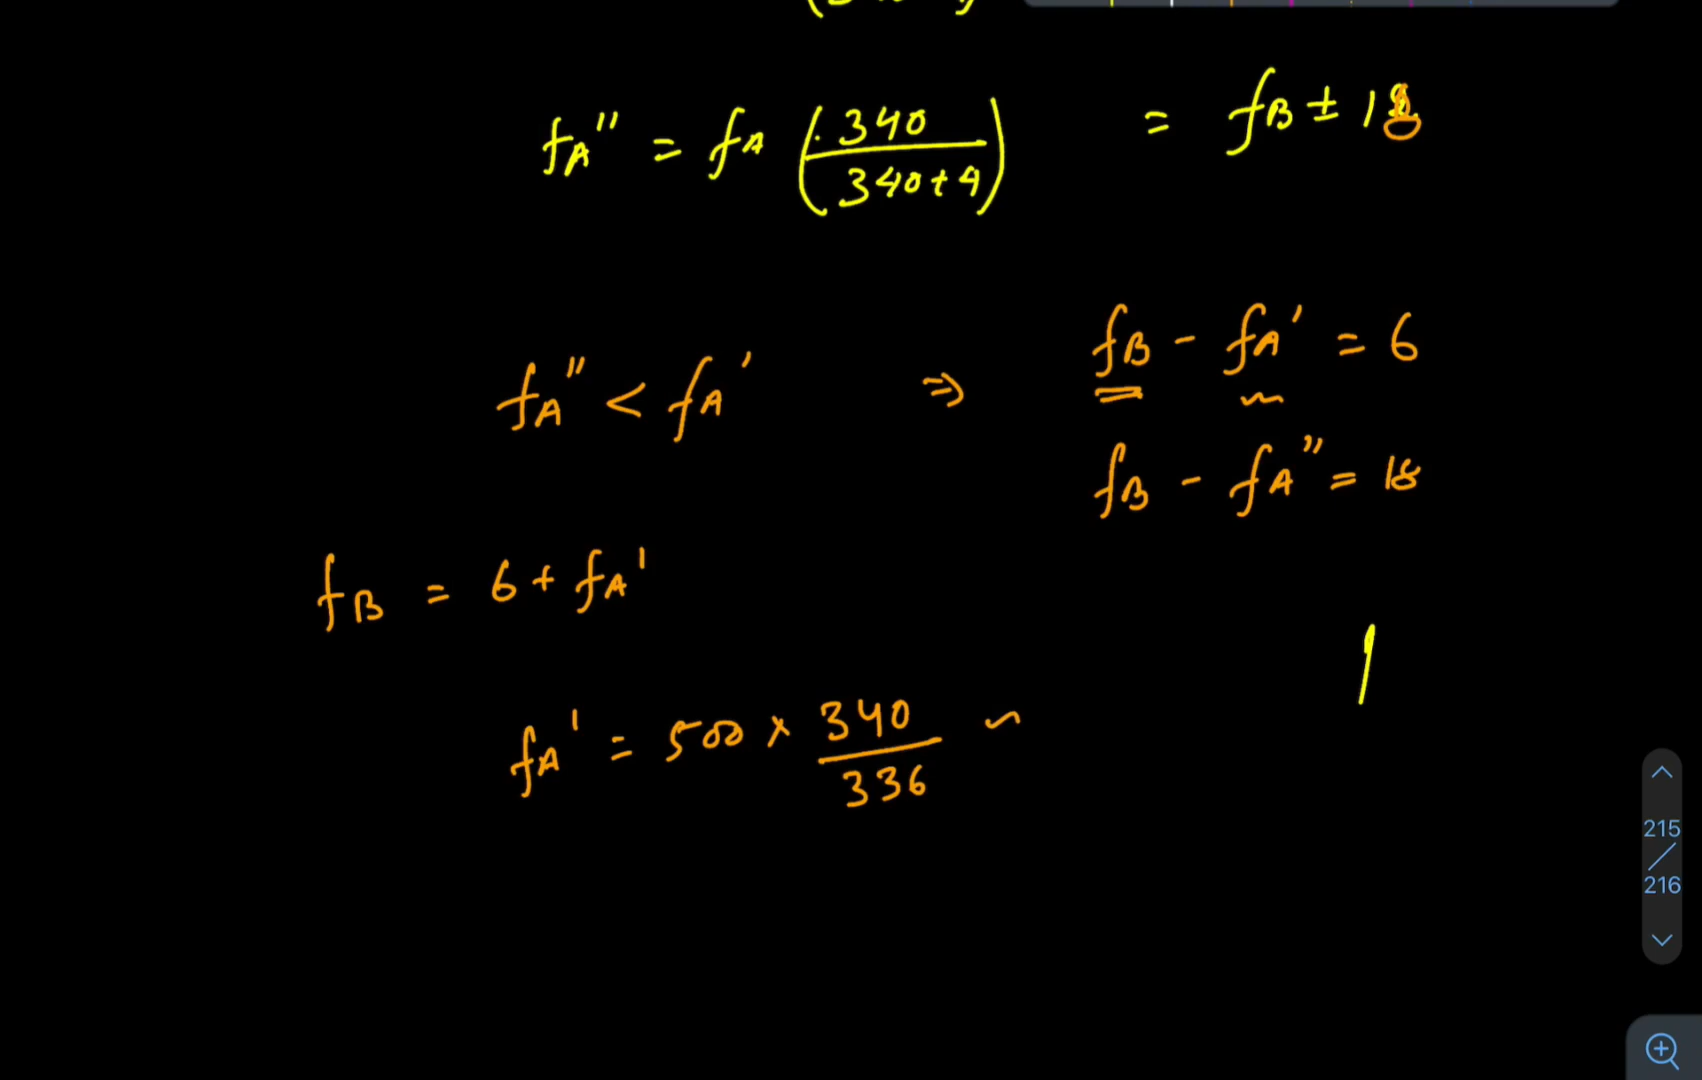 fA'' = fA (340 / 340+4) = fB ± 18
fA'' < fA' ⇒ fB - fA' = 6
fB - fA'' = 18
fB = 6 + fA'
fA' = 500 × 340 / 336
215
216